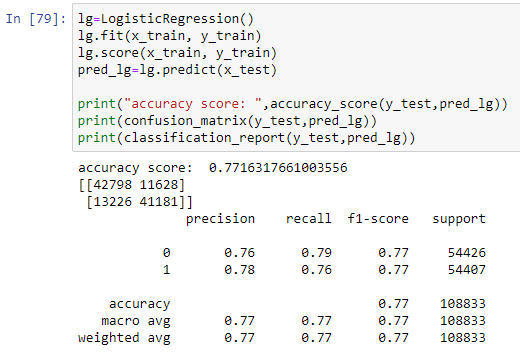 In [79]: lg=LogisticRegression()
lg.fit(x_train, y_train)
lg.score(x_train, y_train)
pred_lg=lg.predict(x_test)
print("accuracy score: ",accuracy_score(y_test,pred_lg))
print(confusion_matrix(y_test,pred_lg))
print(classification_report(y_test,pred_lg))
accuracy score:  0.7716317661003556
[[42798 11628]
 [13226 41181]]
              precision    recall  f1-score   support
           0       0.76      0.79      0.77     54426
           1       0.78      0.76      0.77     54407
    accuracy                           0.77    108833
   macro avg       0.77      0.77      0.77    108833
weighted avg       0.77      0.77      0.77    108833